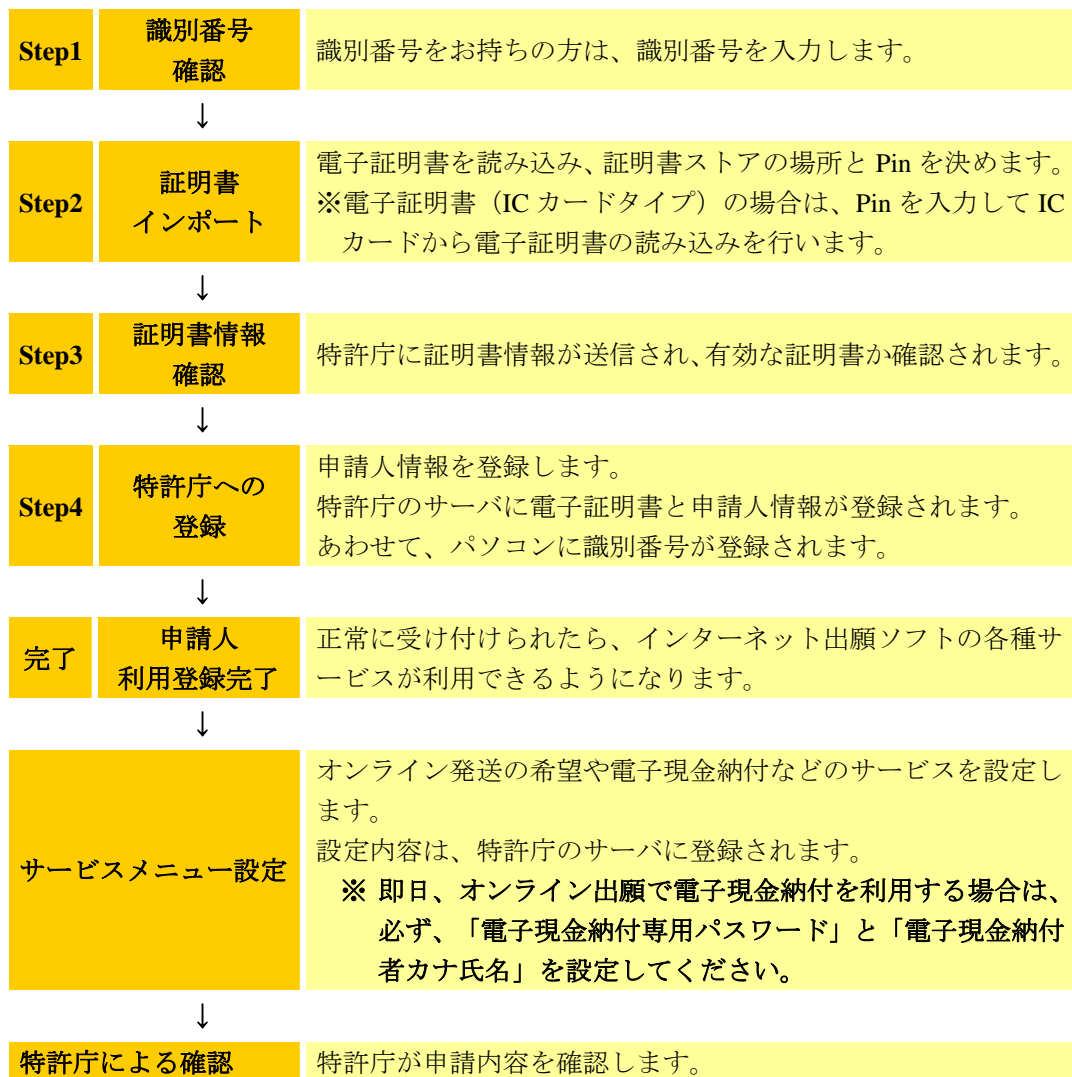 Step1
識別番号
確認
識別番号をお持ちの方は、識別番号を入力します。
↓
Step2
証明書
インポート
電子証明書を読み込み、証明書ストアの場所と Pin を決めます。
※電子証明書（IC カードタイプ）の場合は、Pin を入力して IC
カードから電子証明書の読み込みを行います。
↓
Step3
証明書情報
確認
特許庁に証明書情報が送信され、有効な証明書か確認されます。
↓
Step4
特許庁への
登録
申請人情報を登録します。
特許庁のサーバに電子証明書と申請人情報が登録されます。
あわせて、パソコンに識別番号が登録されます。
↓
完了
申請人
利用登録完了
正常に受け付けられたら、インターネット出願ソフトの各種サ
ービスが利用できるようになります。
↓
サービスメニュー設定
オンライン発送の希望や電子現金納付などのサービスを設定し
ます。
設定内容は、特許庁のサーバに登録されます。
※ 即日、オンライン出願で電子現金納付を利用する場合は、
必ず、「電子現金納付専用パスワード」と「電子現金納付
者カナ氏名」を設定してください。
↓
特許庁による確認
特許庁が申請内容を確認します。